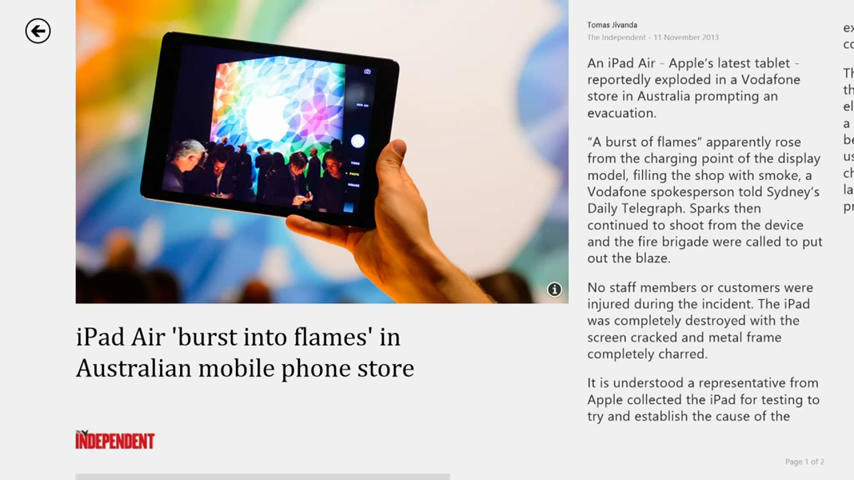 iPad Air 'burst into flames' in
Australian mobile phone store
THE INDEPENDENT
Tomas Jivanda
The Independent - 11 November 2013
An iPad Air - Apple's latest tablet -
reportedly exploded in a Vodafone
store in Australia prompting an
evacuation.
“A burst of flames” apparently rose
from the charging point of the display
model, filling the shop with smoke, a
Vodafone spokesperson told Sydney's
Daily Telegraph. Sparks then
continued to shoot from the device
and the fire brigade were called to put
out the blaze.
No staff members or customers were
injured during the incident. The iPad
was completely destroyed with the
screen cracked and metal frame
completely charred.
It is understood a representative from
Apple collected the iPad for testing to
try and establish the cause of the
Page 1 of 2